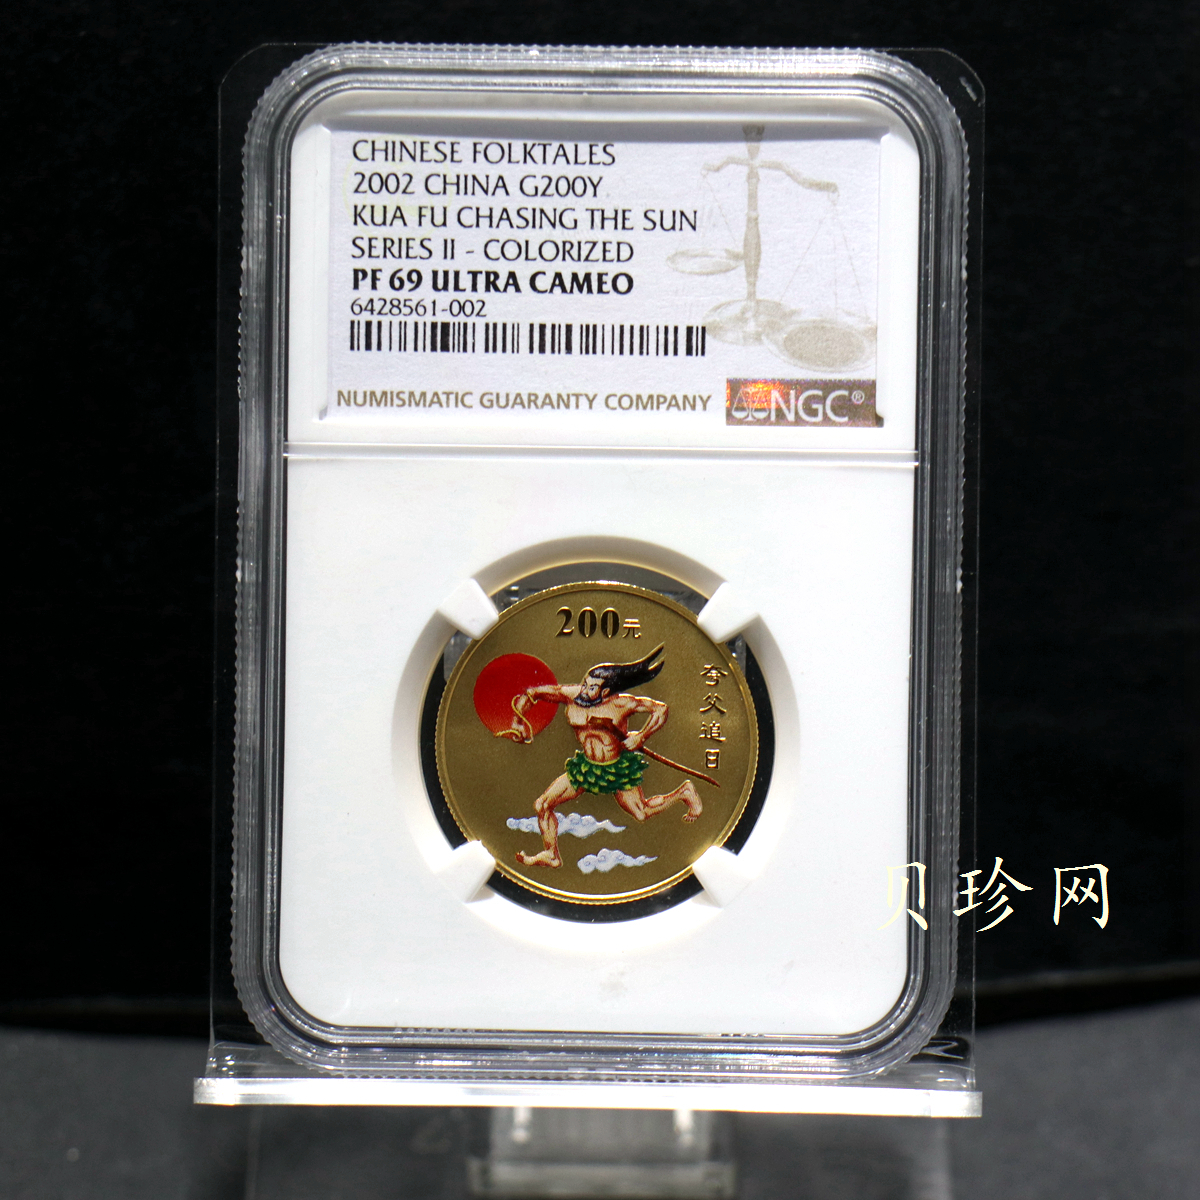 CHINESE FOLKTALES
2002 CHINA G200Y
KUA FU CHASING THE SUN
SERIES II - COLORIZED
PF 69 ULTRA CAMEO
6428561-002
NUMISMATIC GUARANTY COMPANY
NGC®
200元
夸父追日
贝珍网